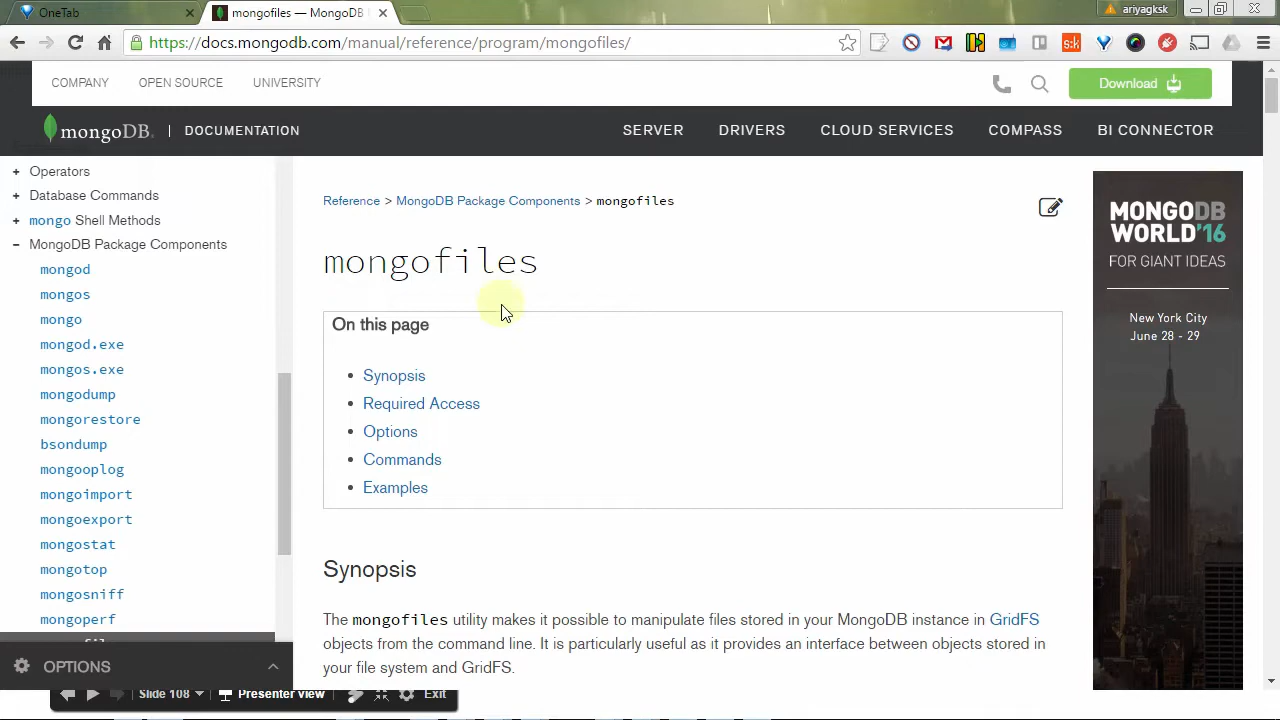 OneTab
mongofiles — MongoDB
ariyagksk
https://docs.mongodb.com/manual/reference/program/mongofiles/
COMPANY OPEN SOURCE UNIVERSITY
Download
mongoDB. | DOCUMENTATION
SERVER DRIVERS CLOUD SERVICES COMPASS BI CONNECTOR
+ Operators
+ Database Commands
+ mongo Shell Methods
− MongoDB Package Components
mongod
mongos
mongo
mongod.exe
mongos.exe
mongodump
mongorestore
bsondump
mongooplog
mongoimport
mongoexport
mongostat
mongotop
mongosniff
mongoperf
OPTIONS
Reference > MongoDB Package Components > mongofiles
mongofiles
On this page
• Synopsis
• Required Access
• Options
• Commands
• Examples
Synopsis
The mongofiles utility makes it possible to manipulate files stored in your MongoDB instance in GridFS
objects from the command line. It is particularly useful as it provides an interface between objects stored in
your file system and GridFS.
MONGODB
WORLD'16
FOR GIANT IDEAS
New York City
June 28 - 29
Slide 108 Presenter View Exit